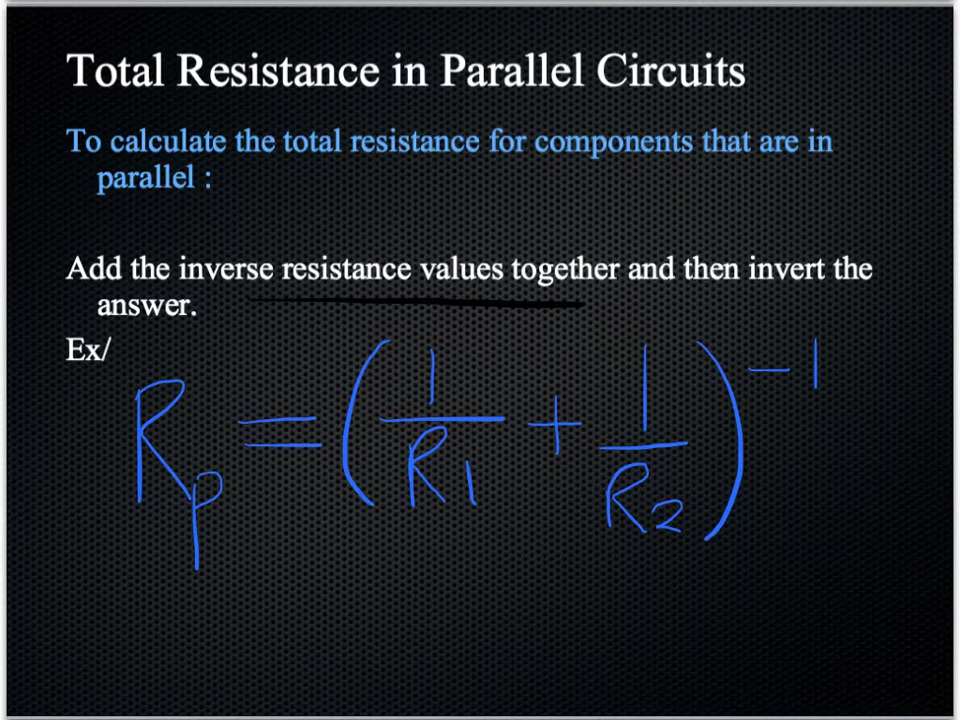 Total Resistance in Parallel Circuits
To calculate the total resistance for components that are in
parallel :
Add the inverse resistance values together and then invert the
answer.
Ex/
Rp = (1/R1 + 1/R2)^-1